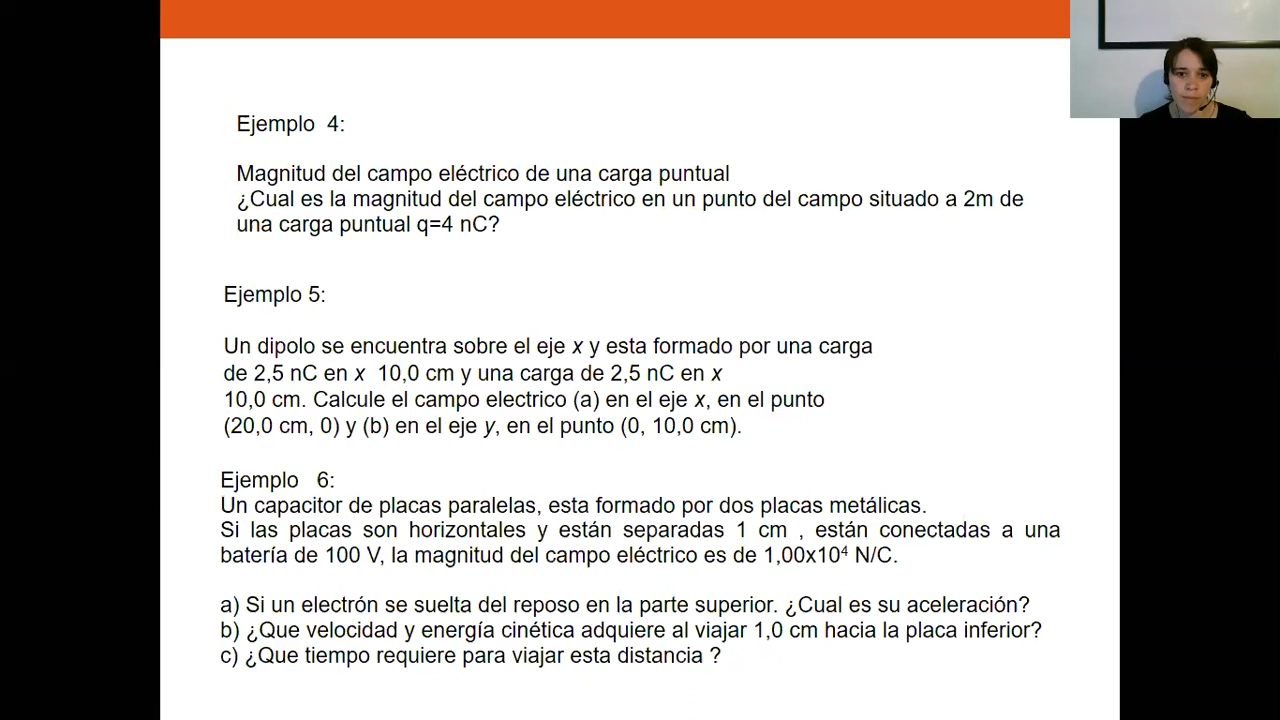 Ejemplo 4:
Magnitud del campo eléctrico de una carga puntual
¿Cual es la magnitud del campo eléctrico en un punto del campo situado a 2m de
una carga puntual q=4 nC?
Ejemplo 5:
Un dipolo se encuentra sobre el eje x y esta formado por una carga
de 2,5 nC en x 10,0 cm y una carga de 2,5 nC en x
10,0 cm. Calcule el campo electrico (a) en el eje x, en el punto
(20,0 cm, 0) y (b) en el eje y, en el punto (0, 10,0 cm).
Ejemplo 6:
Un capacitor de placas paralelas, esta formado por dos placas metálicas.
Si las placas son horizontales y están separadas 1 cm , están conectadas a una
batería de 100 V, la magnitud del campo eléctrico es de 1,00x10⁴ N/C.
a) Si un electrón se suelta del reposo en la parte superior. ¿Cual es su aceleración?
b) ¿Que velocidad y energía cinética adquiere al viajar 1,0 cm hacia la placa inferior?
c) ¿Que tiempo requiere para viajar esta distancia ?